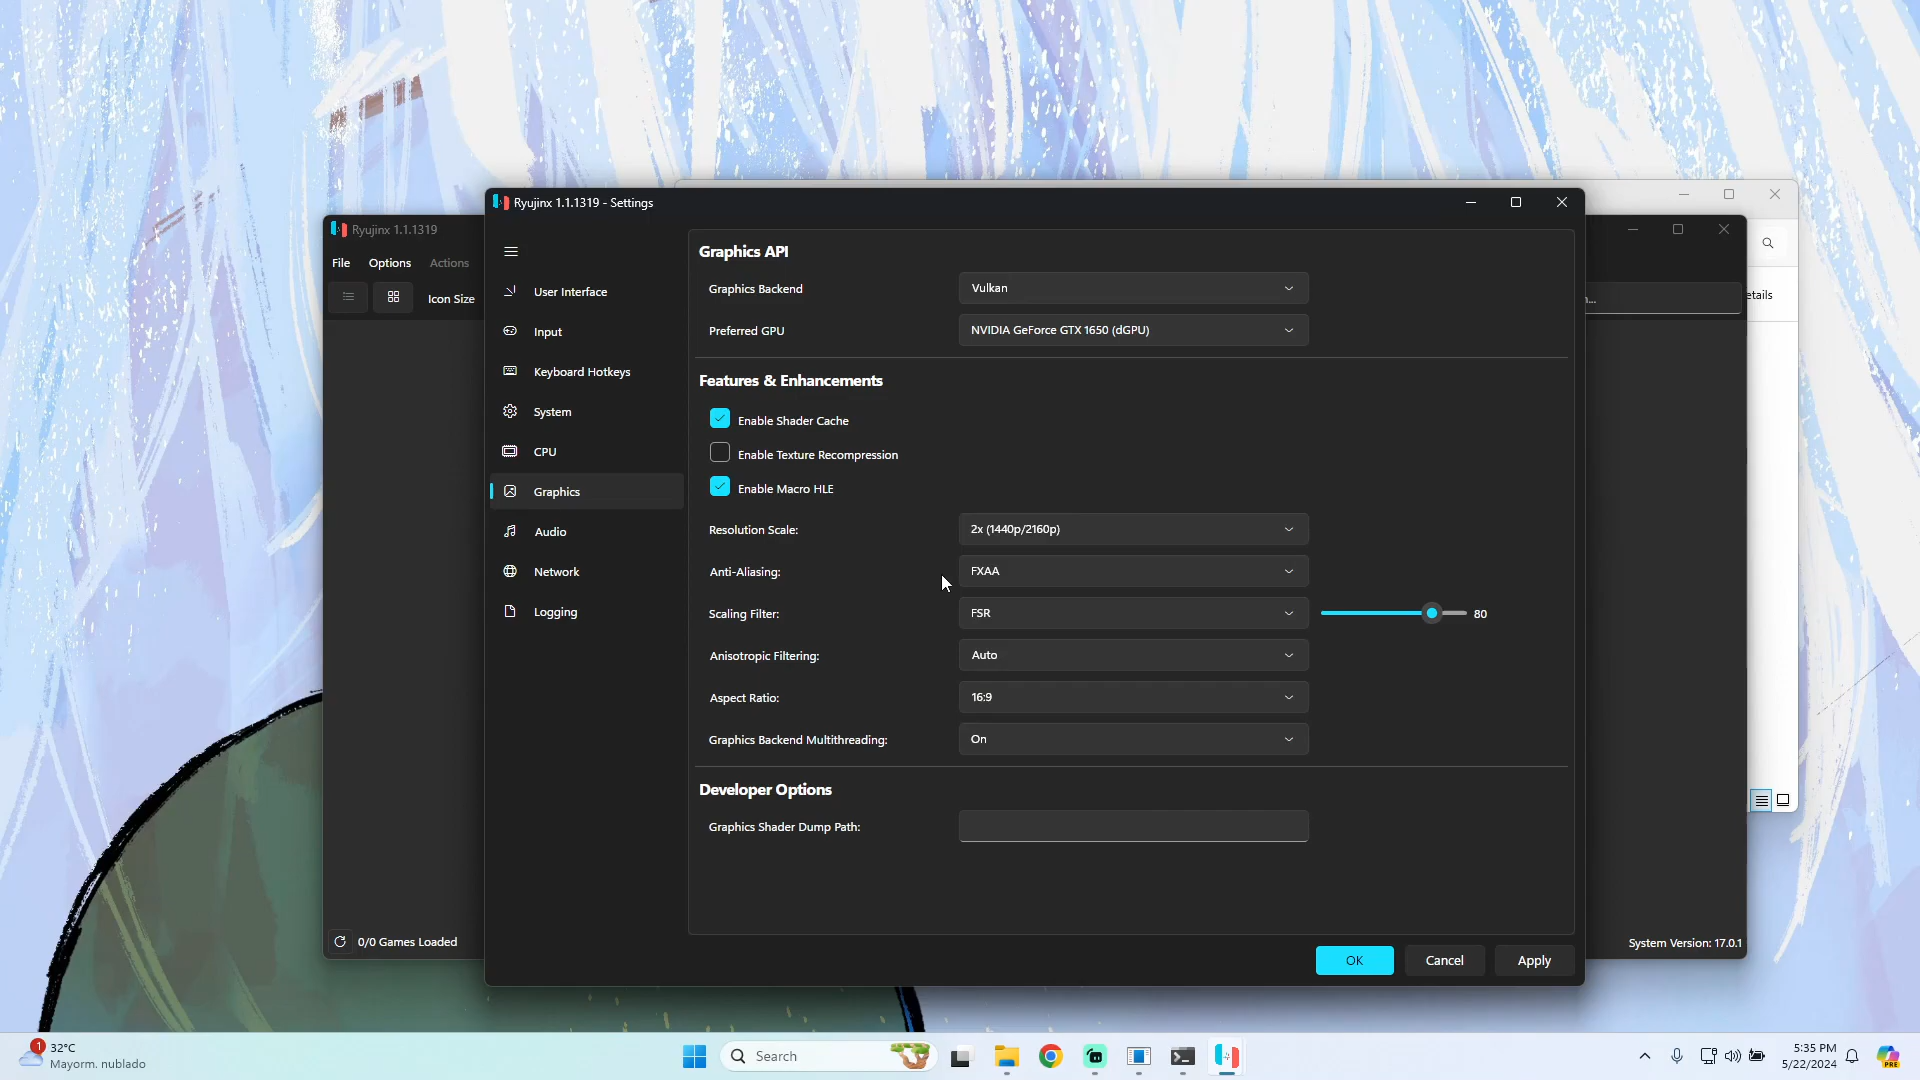 Ryujinx 1.1.1319 - Settings
Ryujinx 1.1.1319
File Options Actions
Icon Size
etails
User Interface
Input
Keyboard Hotkeys
System
CPU
Graphics
Audio
Network
Logging
Graphics API
Graphics Backend Vulkan
Preferred GPU NVIDIA GeForce GTX 1650 (dGPU)
Features & Enhancements
Enable Shader Cache
Enable Texture Recompression
Enable Macro HLE
Resolution Scale: 2x (1440p/2160p)
Anti-Aliasing: FXAA
Scaling Filter: FSR 80
Anisotropic Filtering: Auto
Aspect Ratio: 16:9
Graphics Backend Multithreading: On
Developer Options
Graphics Shader Dump Path:
0/0 Games Loaded
System Version: 17.0.1
OK Cancel Apply
1
32°C
Mayorm. nublado
Search
PRE
5:35 PM
5/22/2024